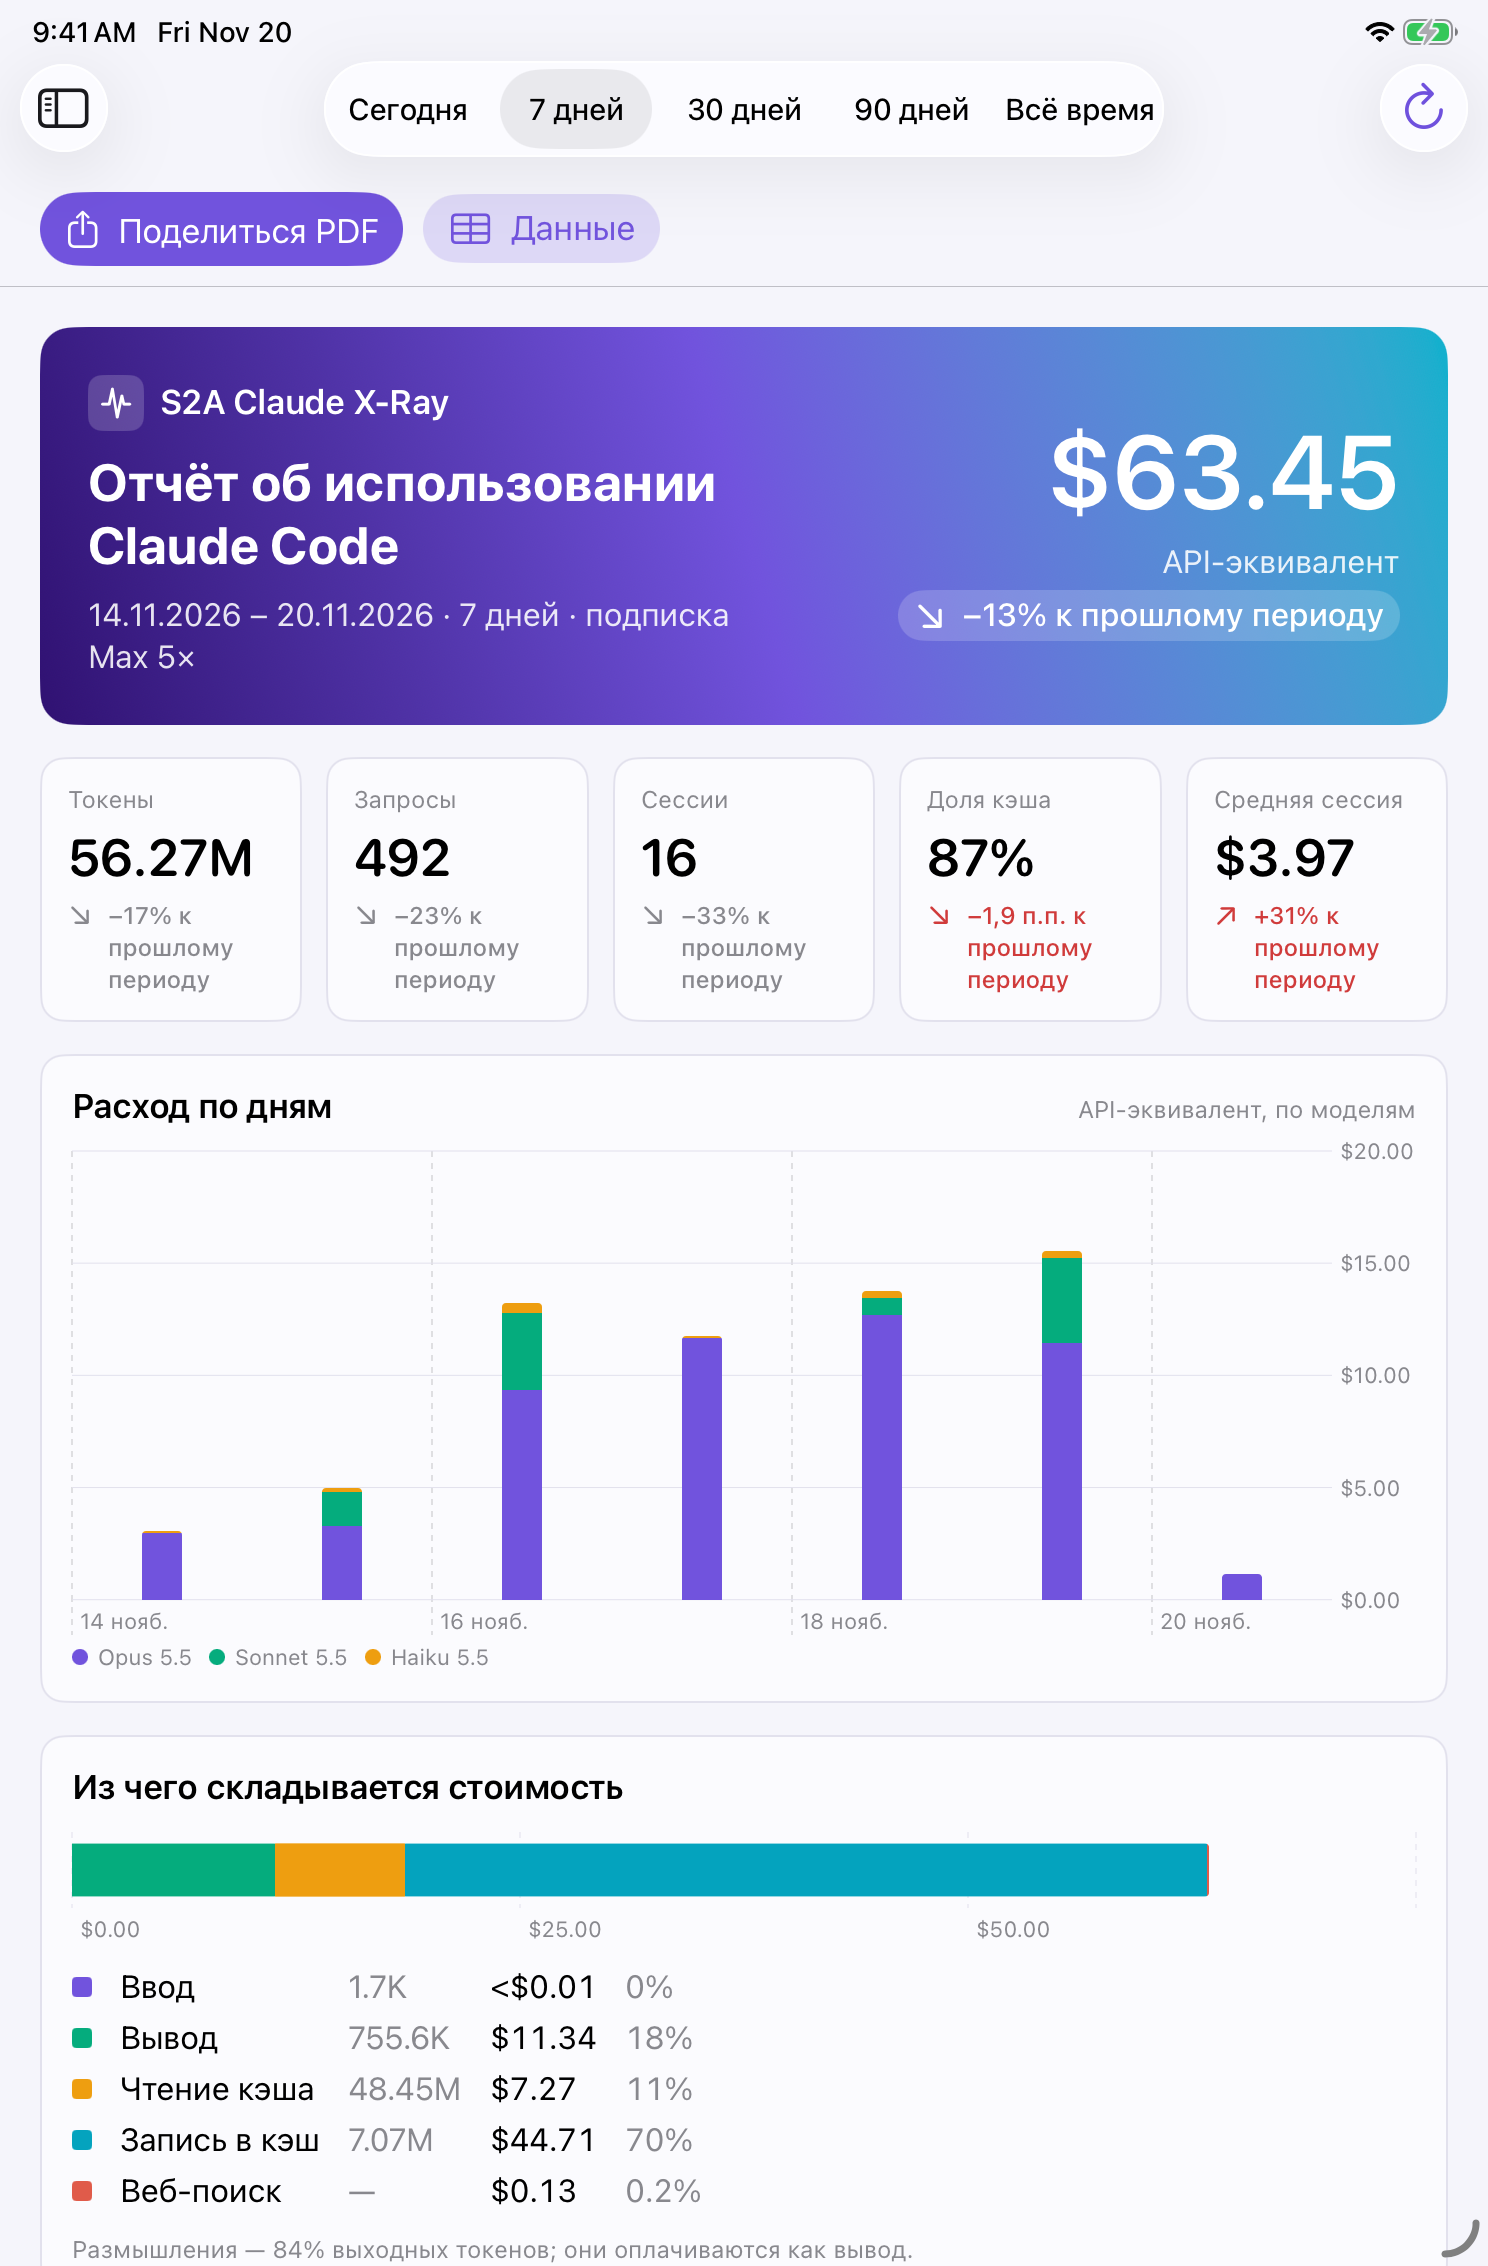 9:41 AM Fri Nov 20
Сегодня 7 дней 30 дней 90 дней Всё время
Поделиться PDF Данные
S2A Claude X-Ray
Отчёт об использовании
Claude Code
14.11.2026 – 20.11.2026 · 7 дней · подписка
Max 5×
$63.45
API-эквивалент
−13% к прошлому периоду
Токены
56.27M
−17% к
прошлому
периоду
Запросы
492
−23% к
прошлому
периоду
Сессии
16
−33% к
прошлому
периоду
Доля кэша
87%
−1,9 п.п. к
прошлому
периоду
Средняя сессия
$3.97
+31% к
прошлому
периоду
Расход по дням
API-эквивалент, по моделям
$20.00
$15.00
$10.00
$5.00
$0.00
14 нояб. 16 нояб. 18 нояб. 20 нояб.
Opus 5.5 Sonnet 5.5 Haiku 5.5
Из чего складывается стоимость
$0.00 $25.00 $50.00
Ввод 1.7K <$0.01 0%
Вывод 755.6K $11.34 18%
Чтение кэша 48.45M $7.27 11%
Запись в кэш 7.07M $44.71 70%
Веб-поиск — $0.13 0.2%
Размышления — 84% выходных токенов; они оплачиваются как вывод.